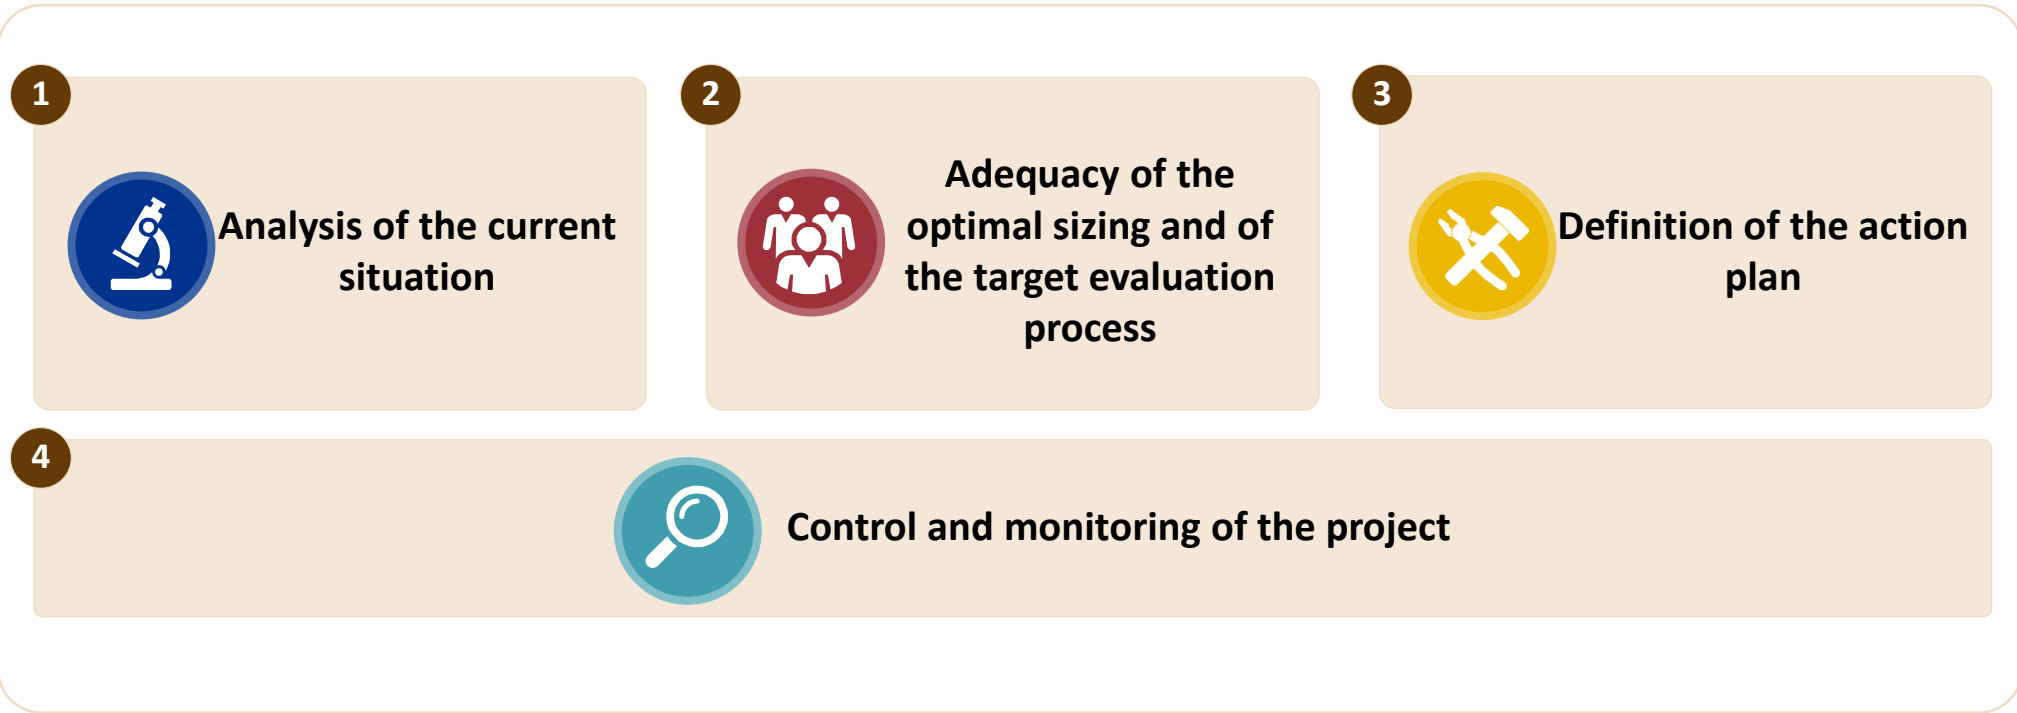 1
Analysis of the current
situation
2
Adequacy of the
optimal sizing and of
the target evaluation
process
3
Definition of the action
plan
4
Control and monitoring of the project